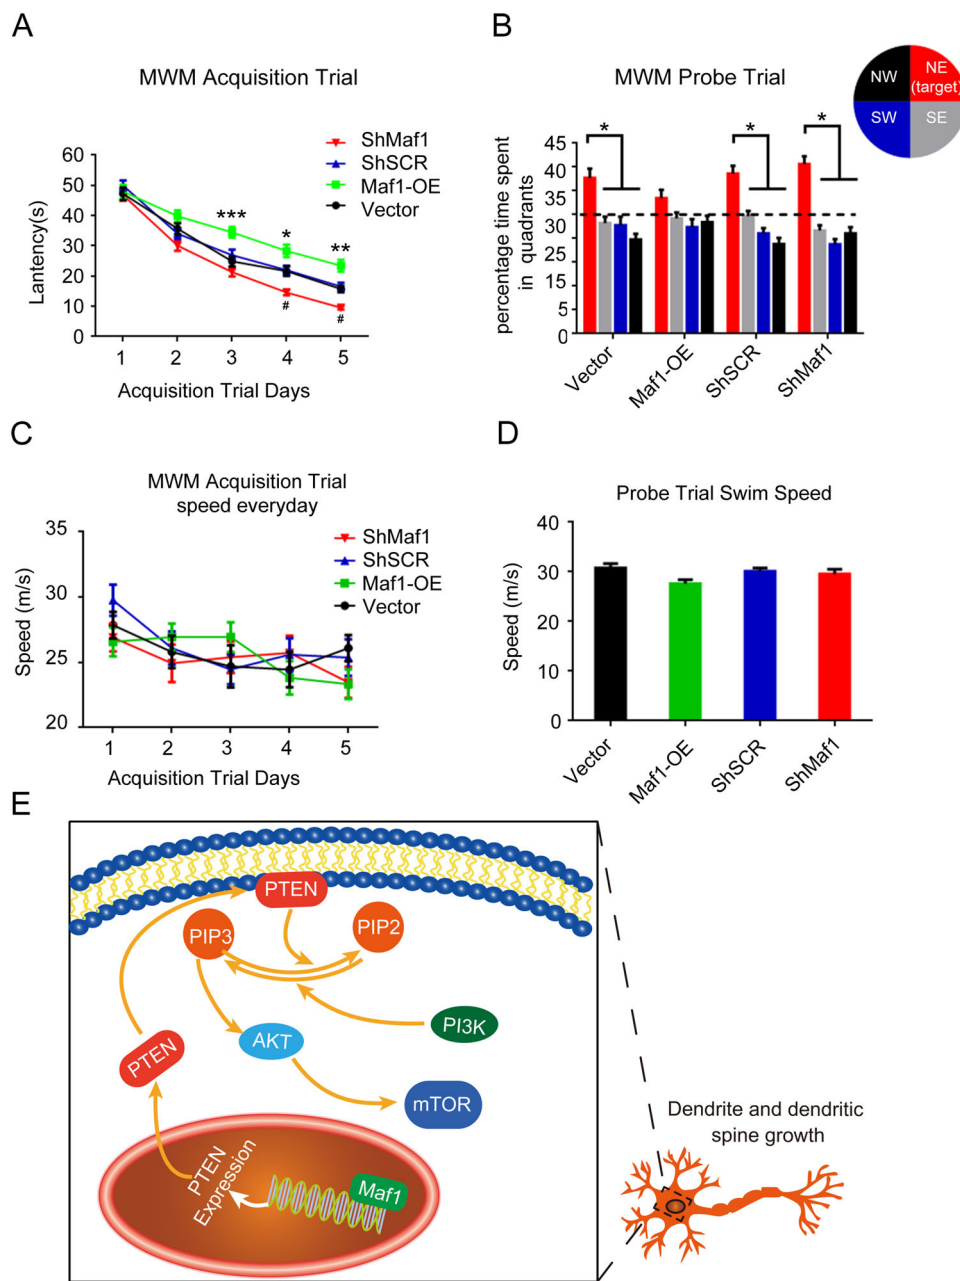 A
MWM Acquisition Trial
ShMaf1
ShSCR
Maf1-OE
Vector
Lantency(s)
60
50
40
30
20
10
0
***
*
**
#
#
1 2 3 4 5
Acquisition Trial Days
B
MWM Probe Trial
NW
NE
(target)
SW
SE
percentage time spent
in quadrants
45
35
45
35
30
25
15
5
0
*
*
*
Vector
Maf1-OE
ShSCR
ShMaf1
C
MWM Acquisition Trial
speed everyday
ShMaf1
ShSCR
Maf1-OE
Vector
Speed (m/s)
35
30
25
20
1 2 3 4 5
Acquisition Trial Days
D
Probe Trial Swim Speed
Speed (m/s)
40
30
20
10
0
Vector
Maf1-OE
ShSCR
ShMaf1
E
PTEN
PIP3
PIP2
PI3K
AKT
PTEN
mTOR
PTEN
Expression
Maf1
Dendrite and dendritic
spine growth